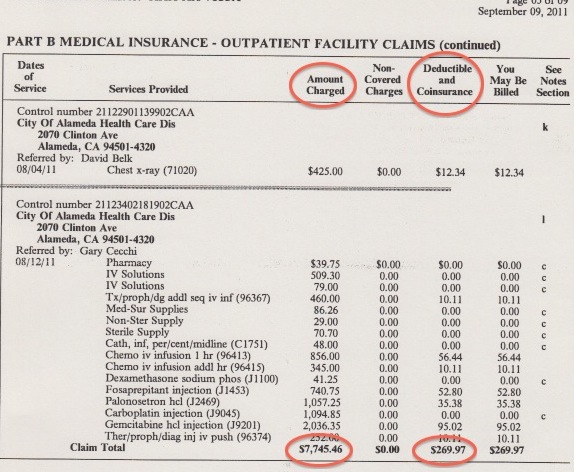 Page 05 of 09
September 09, 2011
PART B MEDICAL INSURANCE - OUTPATIENT FACILITY CLAIMS (continued)
Dates of Service Services Provided Amount Charged Non-Covered Charges Deductible and Coinsurance You May Be Billed See Notes Section
Control number 21122901139902CAA
City Of Alameda Health Care Dis k
2070 Clinton Ave
Alameda, CA 94501-4320
Referred by: David Belk
08/04/11 Chest x-ray (71020) $425.00 $0.00 $12.34 $12.34
Control number 21123402181902CAA
City Of Alameda Health Care Dis l
2070 Clinton Ave
Alameda, CA 94501-4320
Referred by: Gary Cecchi
08/12/11 Pharmacy $39.75 $0.00 $0.00 $0.00 c
IV Solutions 509.30 0.00 0.00 0.00 c
IV Solutions 79.00 0.00 0.00 0.00 c
Tx/proph/dg addl seq iv inf (96367) 460.00 0.00 10.11 10.11
Med-Sur Supplies 86.26 0.00 0.00 0.00 c
Non-Ster Supply 29.00 0.00 0.00 0.00 c
Sterile Supply 70.70 0.00 0.00 0.00 c
Cath, inf, per/cent/midline (C1751) 48.00 0.00 0.00 0.00 c
Chemo iv infusion 1 hr (96413) 856.00 0.00 56.44 56.44
Chemo iv infusion addl hr (96415) 345.00 0.00 10.11 10.11
Dexamethasone sodium phos (J1100) 41.25 0.00 0.00 0.00 c
Fosaprepitant injection (J1453) 740.75 0.00 52.80 52.80
Palonosetron hcl (J2469) 1,057.25 0.00 35.38 35.38
Carboplatin injection (J9045) 1,094.85 0.00 0.00 0.00 c
Gemcitabine hcl injection (J9201) 2,036.35 0.00 95.02 95.02
Ther/proph/diag inj iv push (96374) 252.00 0.00 10.11 10.11
Claim Total $7,745.46 $0.00 $269.97 $269.97